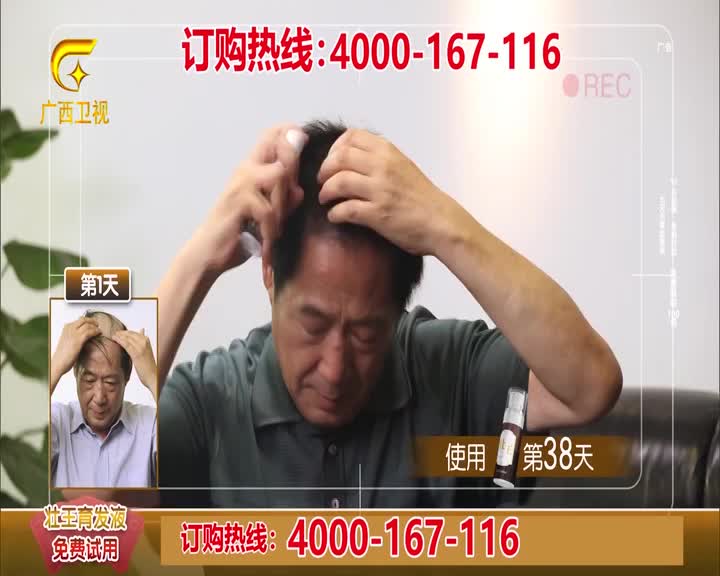 订购热线:4000-167-116
广告
广西卫视
REC
第1天
使用 第38天
壮王育发液
免费试用
订购热线: 4000-167-116